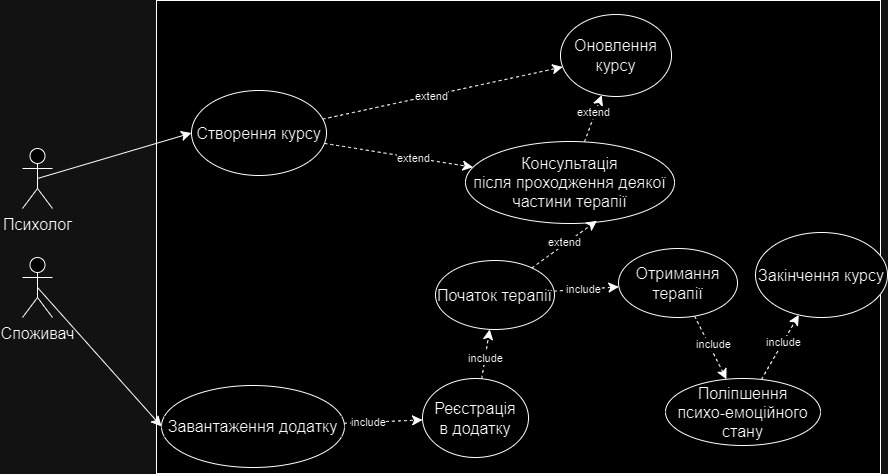 Оновлення
курсу
extend
Створення курсу
extend
extend
Консультація
після проходження деякої
частини терапії
Психолог
extend
Початок терапії
include
Отримання
терапії
Закінчення курсу
Споживач
include
include
include
Завантаження додатку
include
Реєстрація
в додатку
Поліпшення
психо-емоційного
стану